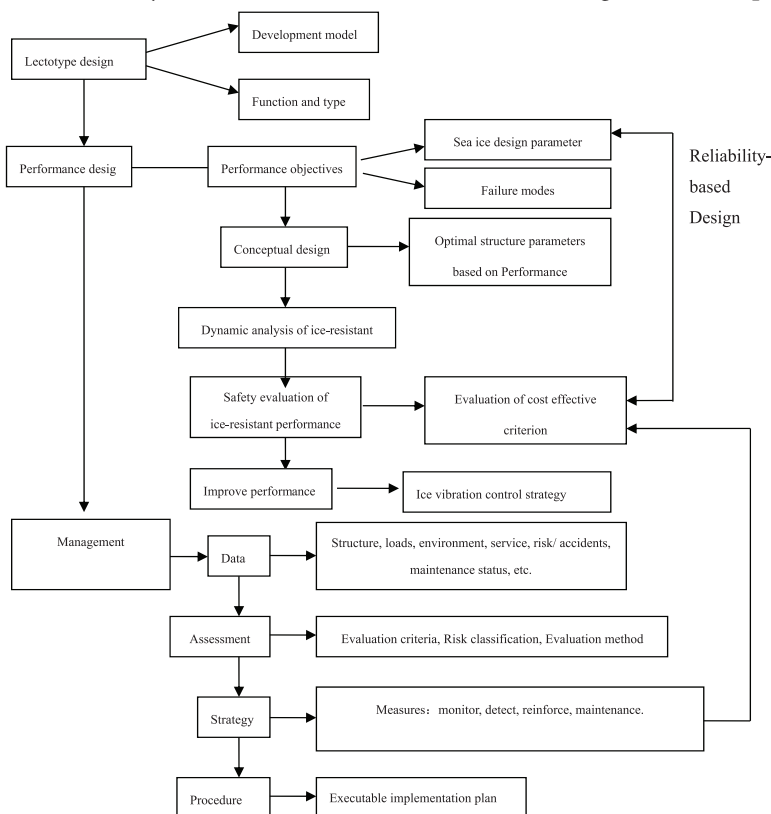 Development model
Lectotype design
Function and type
Performance desig
Performance objectives
Sea ice design parameter
Failure modes
Reliability-
based
Design
Conceptual design
Optimal structure parameters
based on Performance
Dynamic analysis of ice-resistant
Safety evaluation of
ice-resistant performance
Evaluation of cost effective
criterion
Improve performance
Ice vibration control strategy
Management
Data
Structure, loads, environment, service, risk/ accidents,
maintenance status, etc.
Assessment
Evaluation criteria, Risk classification, Evaluation method
Strategy
Measures：monitor, detect, reinforce, maintenance.
Procedure
Executable implementation plan